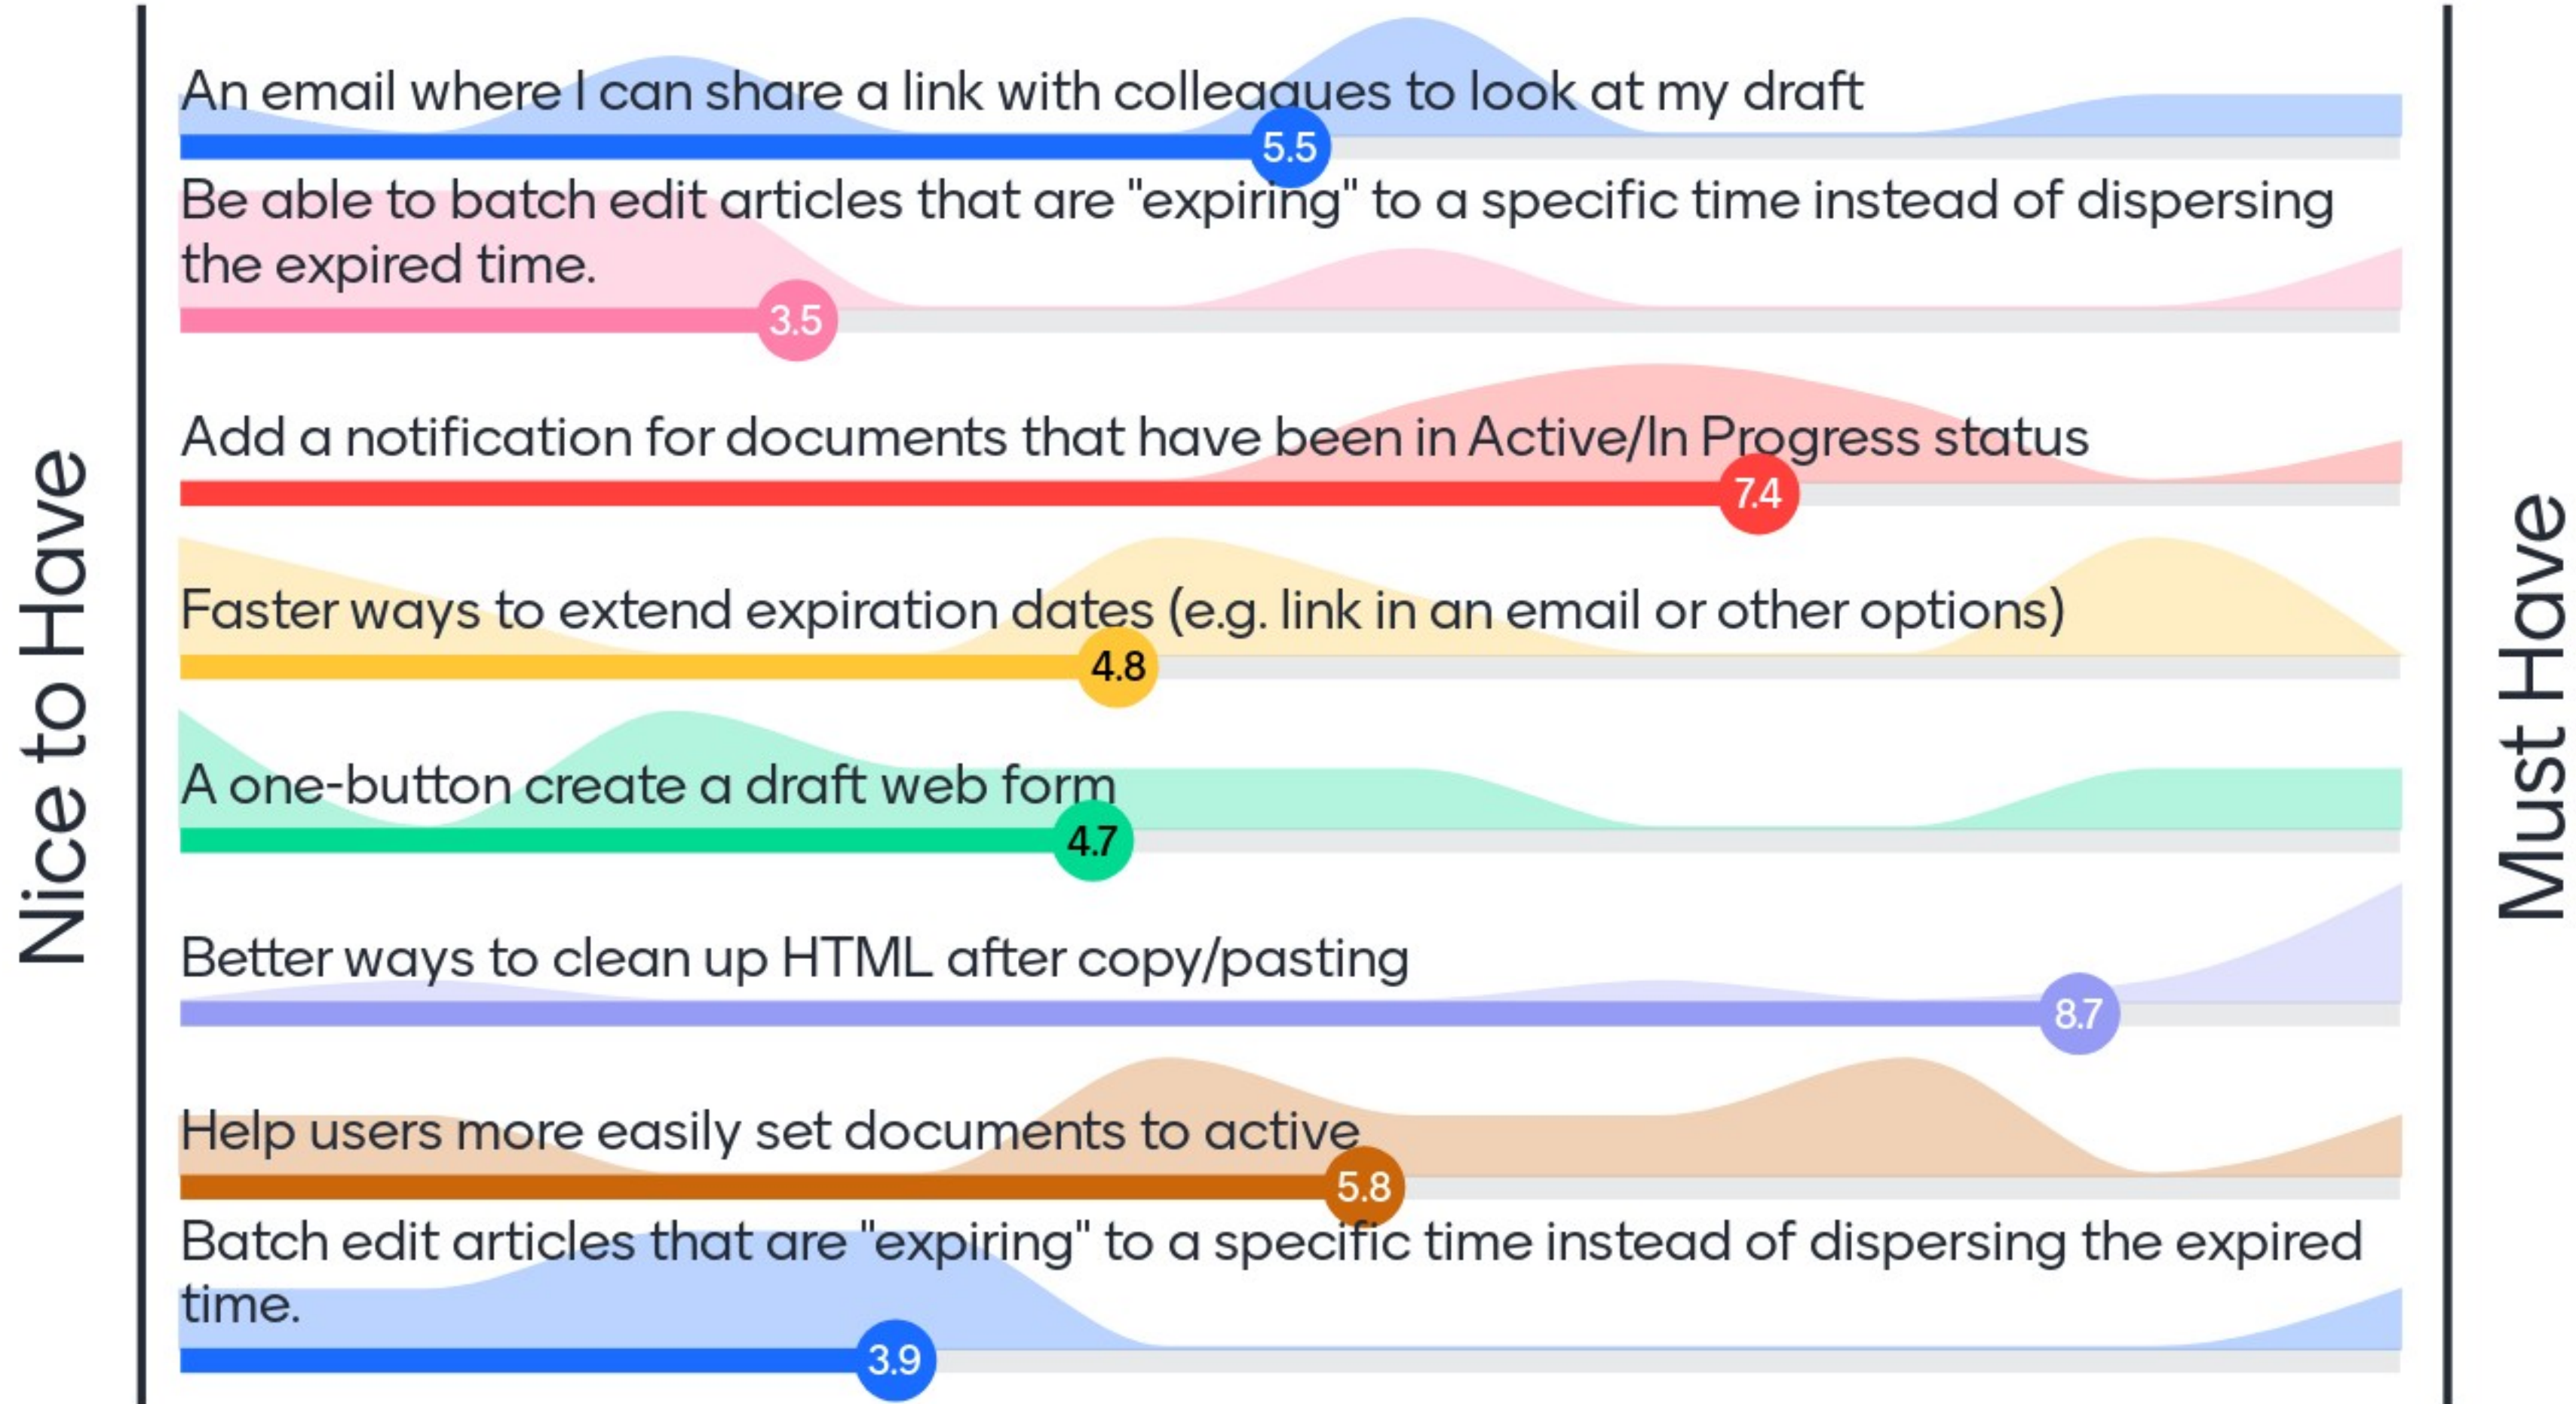 Nice to Have
An email where I can share a link with colleagues to look at my draft
5.5
Be able to batch edit articles that are "expiring" to a specific time instead of dispersing
the expired time.
3.5
Add a notification for documents that have been in Active/In Progress status
7.4
Faster ways to extend expiration dates (e.g. link in an email or other options)
4.8
A one-button create a draft web form
4.7
Better ways to clean up HTML after copy/pasting
8.7
Help users more easily set documents to active
5.8
Batch edit articles that are "expiring" to a specific time instead of dispersing the expired
time.
3.9
Must Have